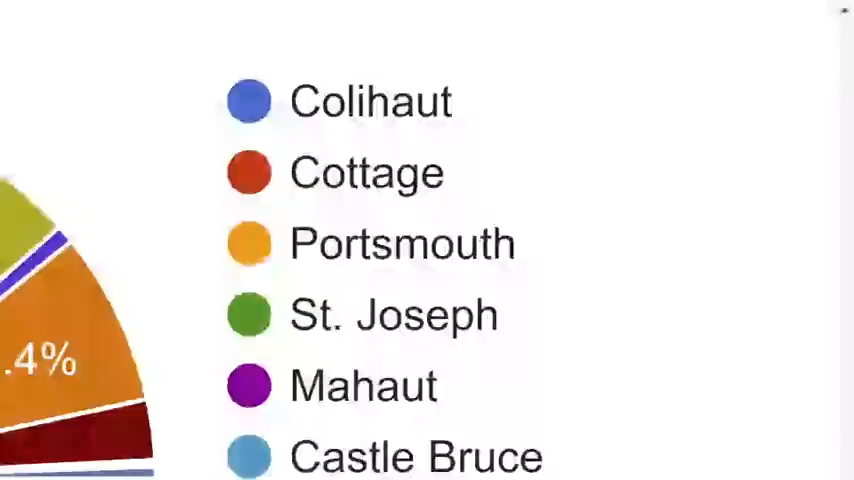 Colihaut
Cottage
Portsmouth
St. Joseph
.4%
Mahaut
Castle Bruce